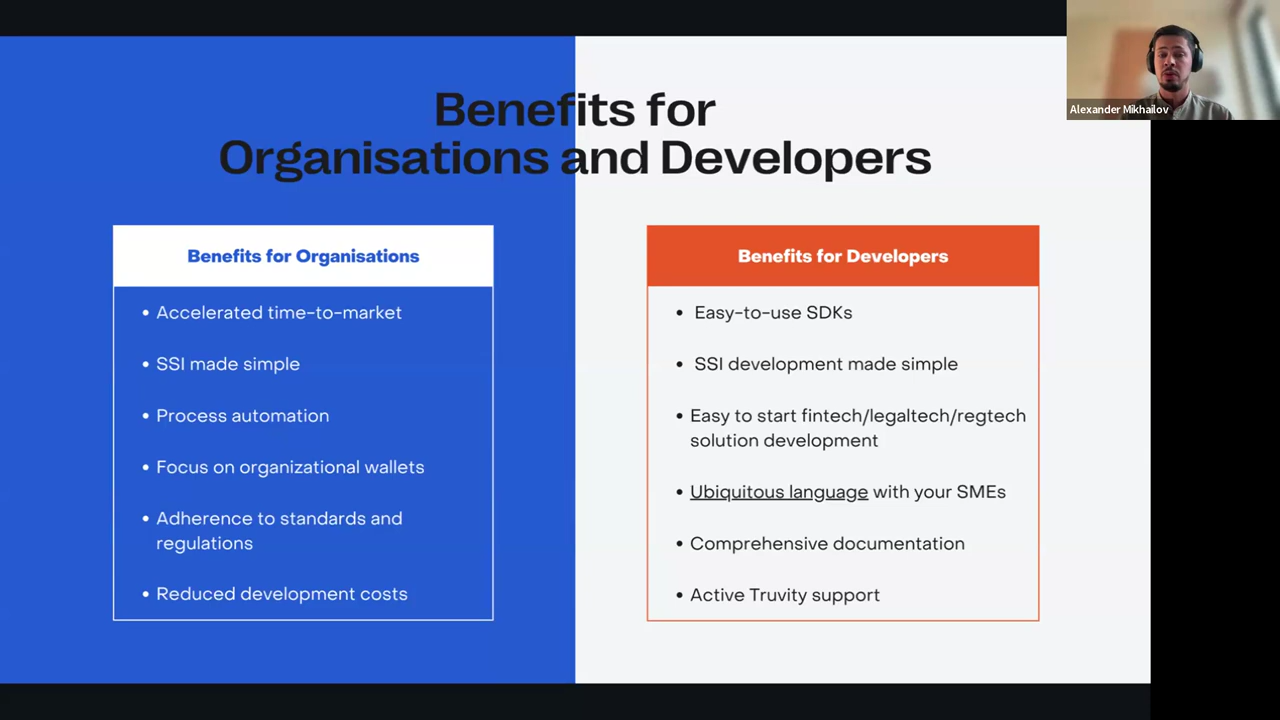 Benefits for
Organisations and Developers
Alexander Mikhailov
Benefits for Organisations
• Accelerated time-to-market
• SSI made simple
• Process automation
• Focus on organizational wallets
• Adherence to standards and
regulations
• Reduced development costs
Benefits for Developers
• Easy-to-use SDKs
• SSI development made simple
• Easy to start fintech/legaltech/regtech
solution development
• Ubiquitous language with your SMEs
• Comprehensive documentation
• Active Truvity support